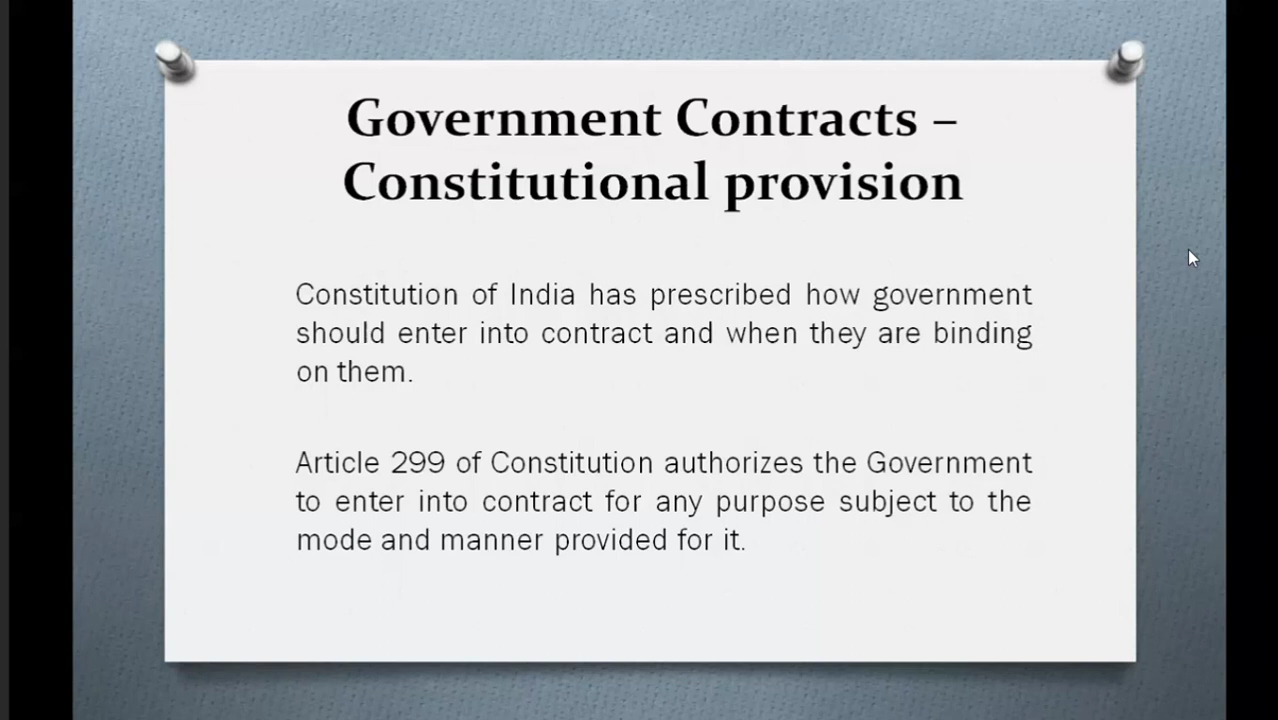 Government Contracts –
Constitutional provision
Constitution of India has prescribed how government
should enter into contract and when they are binding
on them.
Article 299 of Constitution authorizes the Government
to enter into contract for any purpose subject to the
mode and manner provided for it.